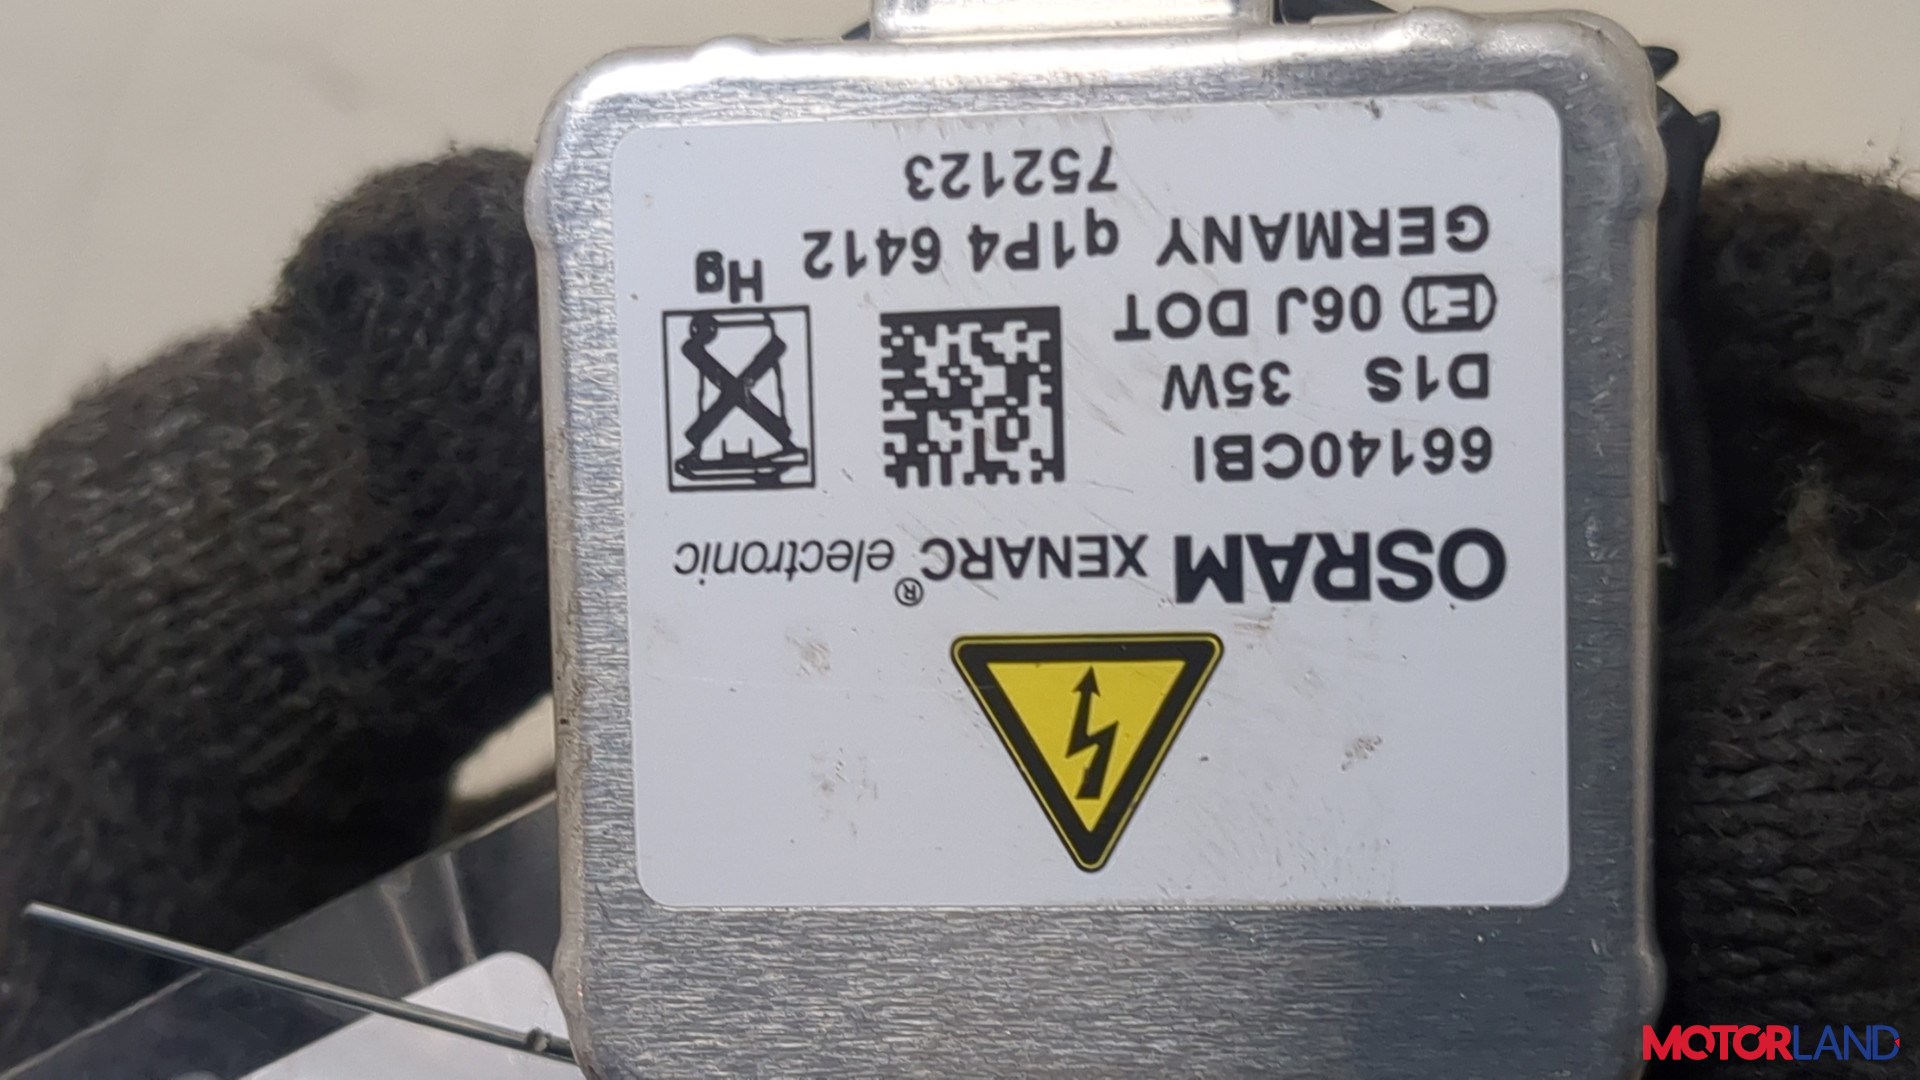 OSRAM XENARC® electronic
66140CBI
D1S 35W
E1 06J DOT
GERMANY q1P4 6412
752123
Hg
MOTORLAND